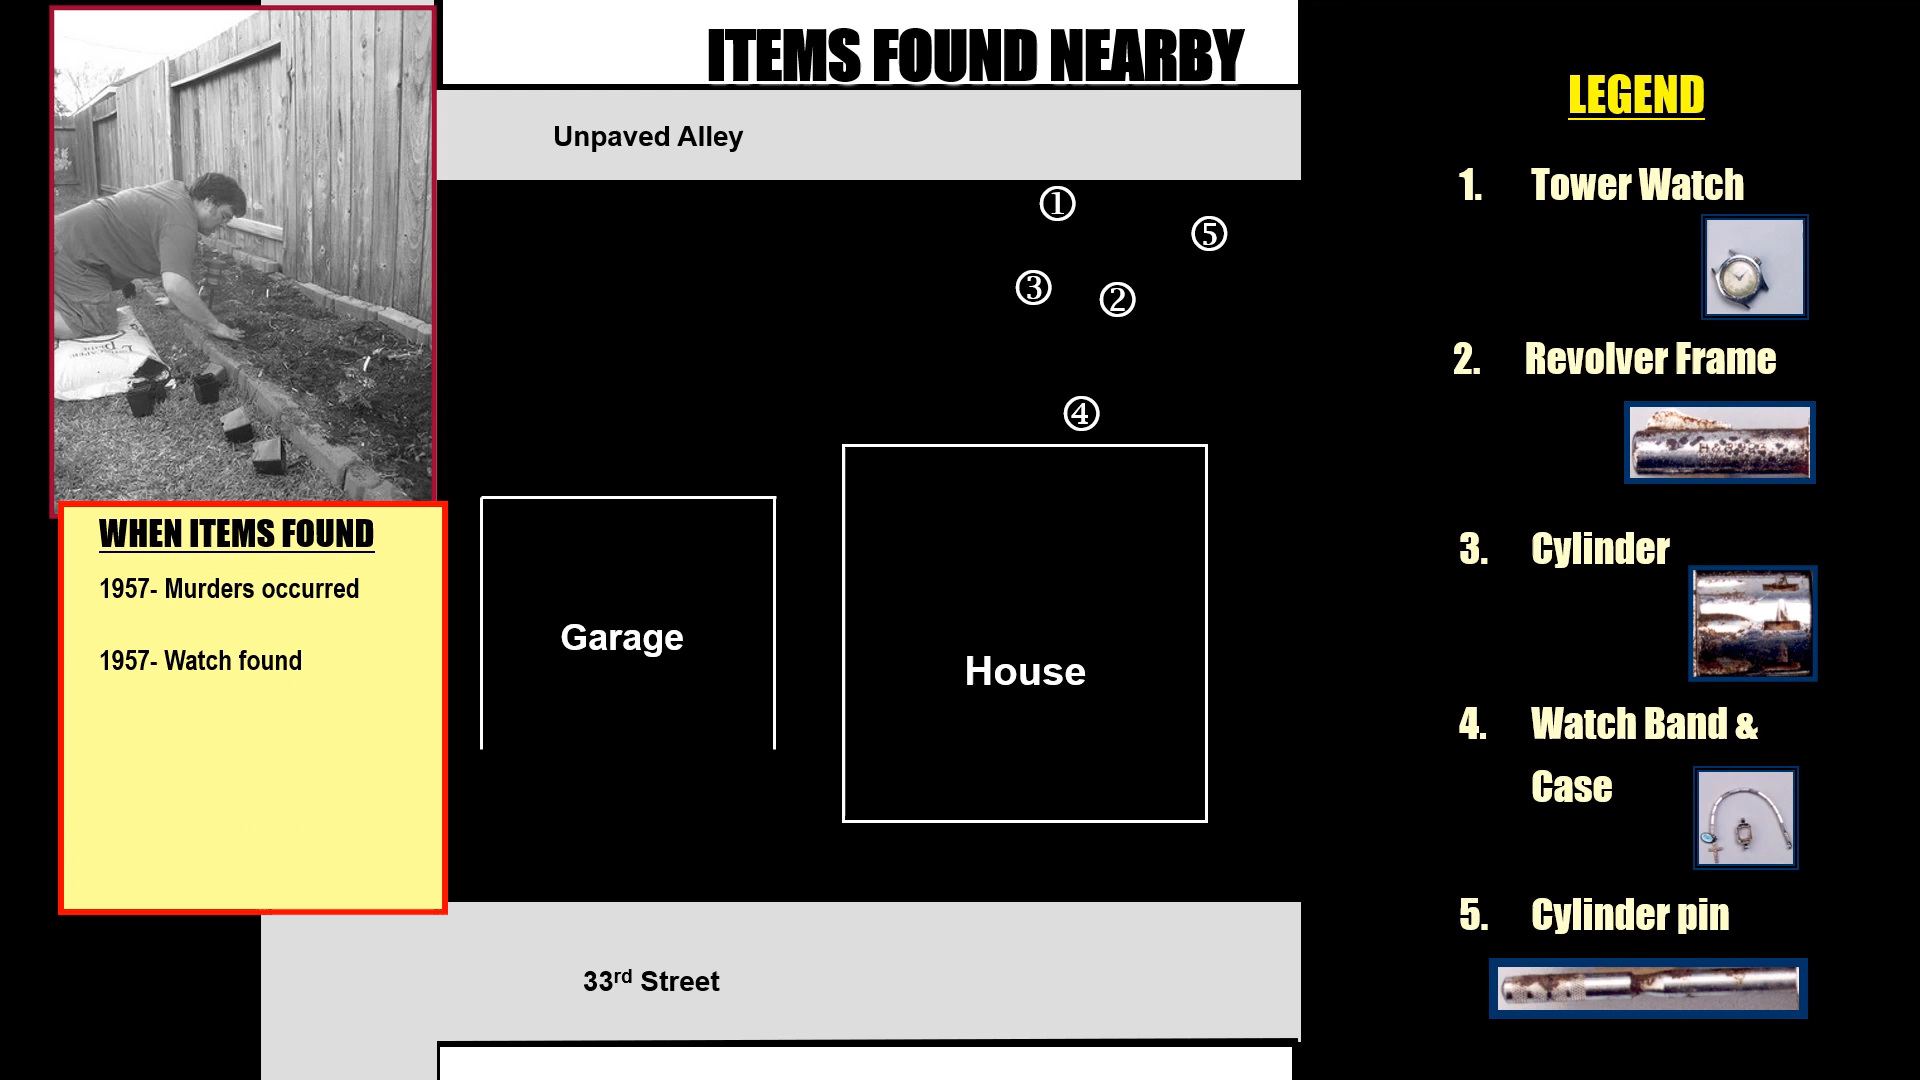 ITEMS FOUND NEARBY
Unpaved Alley
①
⑤
③
②
④
Garage
House
33rd Street
WHEN ITEMS FOUND
1957- Murders occurred
1957- Watch found
LEGEND
1. Tower Watch
2. Revolver Frame
3. Cylinder
4. Watch Band &
Case
5. Cylinder pin